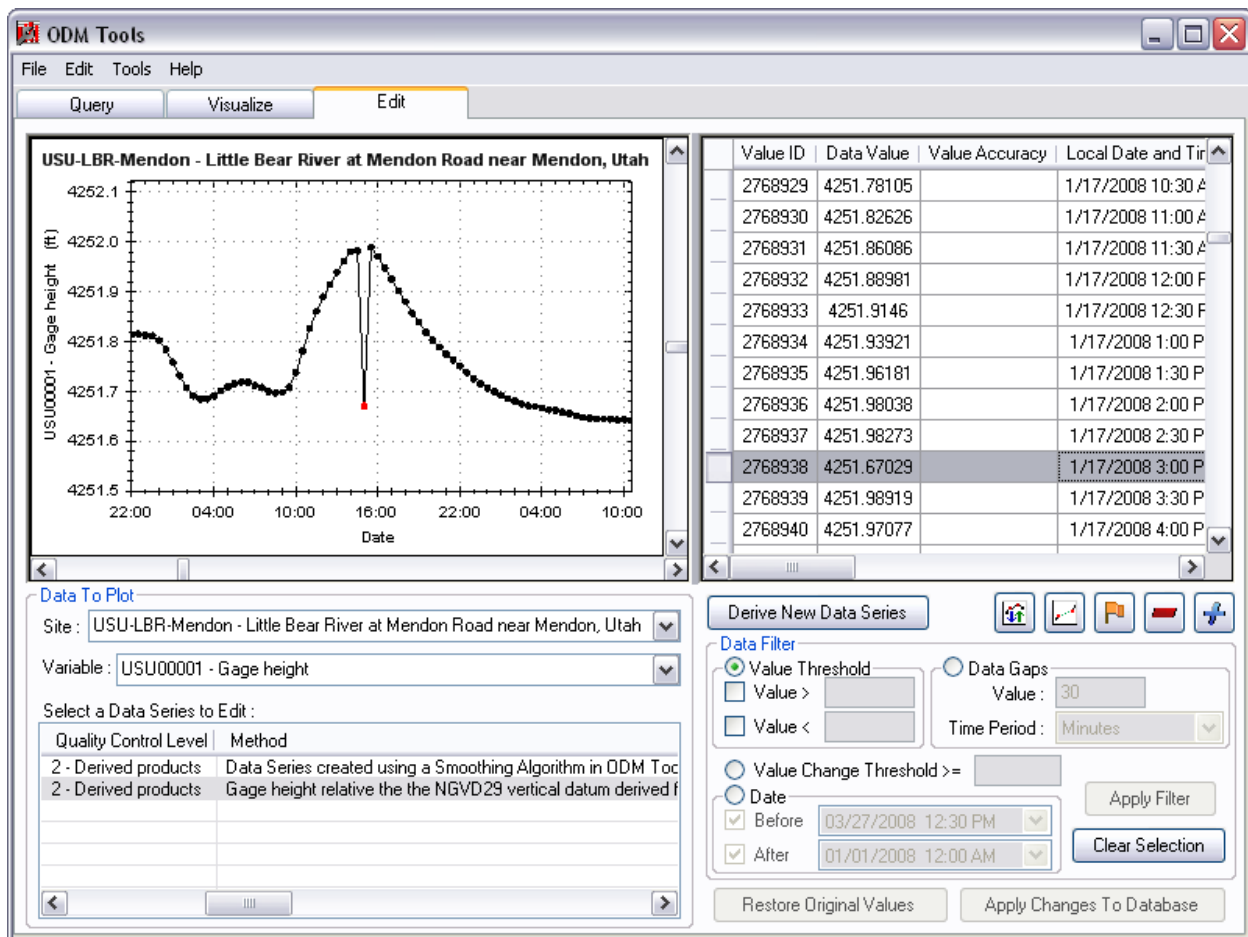 ODM Tools
File Edit Tools Help
Query Visualize Edit
USU-LBR-Mendon - Little Bear River at Mendon Road near Mendon, Utah
USU00001 - Gage height (ft)
4252.1
4252.0
4251.9
4251.8
4251.7
4251.6
4251.5
22:00 04:00 10:00 16:00 22:00 04:00 10:00
Date
Value ID Data Value Value Accuracy Local Date and Tir
2768929 4251.78105 1/17/2008 10:30 A
2768930 4251.82626 1/17/2008 11:00 A
2768931 4251.86086 1/17/2008 11:30 A
2768932 4251.88981 1/17/2008 12:00 P
2768933 4251.9146 1/17/2008 12:30 P
2768934 4251.93921 1/17/2008 1:00 P
2768935 4251.96181 1/17/2008 1:30 P
2768936 4251.98038 1/17/2008 2:00 P
2768937 4251.98273 1/17/2008 2:30 P
2768938 4251.67029 1/17/2008 3:00 P
2768939 4251.98919 1/17/2008 3:30 P
2768940 4251.97077 1/17/2008 4:00 P
Data To Plot
Site : USU-LBR-Mendon - Little Bear River at Mendon Road near Mendon, Utah
Variable : USU00001 - Gage height
Select a Data Series to Edit :
Quality Control Level Method
2 - Derived products Data Series created using a Smoothing Algorithm in ODM Toc
2 - Derived products Gage height relative the the NGVD29 vertical datum derived f
Derive New Data Series
Data Filter
Value Threshold
Value >
Value <
Data Gaps
Value : 30
Time Period : Minutes
Value Change Threshold >=
Date
Before 03/27/2008 12:30 PM
After 01/01/2008 12:00 AM
Apply Filter
Clear Selection
Restore Original Values
Apply Changes To Database